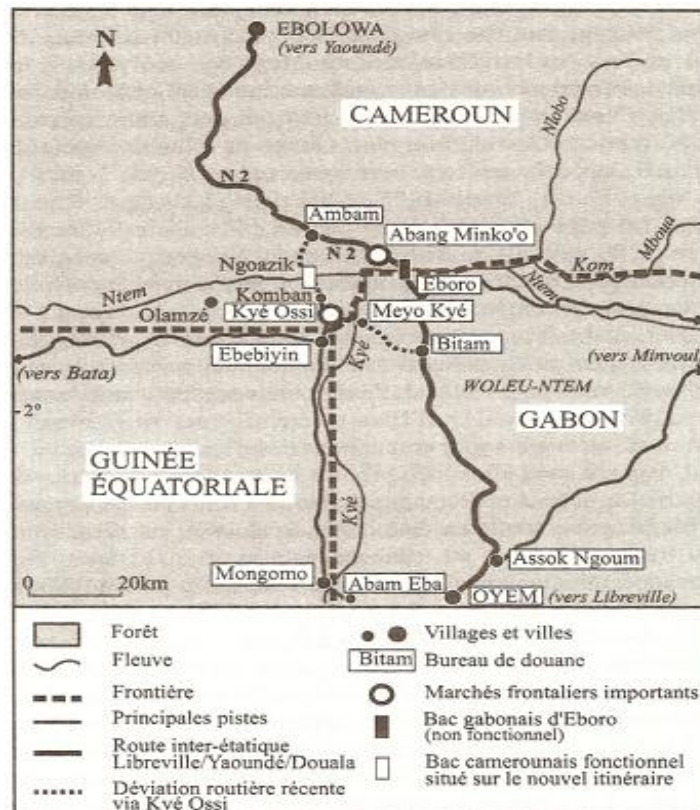 EBOLOWA
(vers Yaoundé)
N
CAMEROUN
Nlobo
N 2
Ambam
Abang Minko'o
Mboua
N 2
Ngoazik
Kom
Ntem
Eboro
Ntem
Komban
Olamzé
Kyé Ossi
Meyo Kyé
Kyé
Ebebiyin
Bitam
(vers Bata)
(vers Minvoul)
WOLEU-NTEM
2°
GABON
GUINÉE
ÉQUATORIALE
Kyé
Assok Ngoum
Mongomo
Abam Eba
0 20km
OYEM (vers Libreville)
Forêt
Villages et villes
Fleuve
Bitam Bureau de douane
Frontière
Marchés frontaliers importants
Principales pistes
Bac gabonais d'Eboro
(non fonctionnel)
Route inter-étatique
Libreville/Yaoundé/Douala
Bac camerounais fonctionnel
situé sur le nouvel itinéraire
Déviation routière récente
via Kyé Ossi